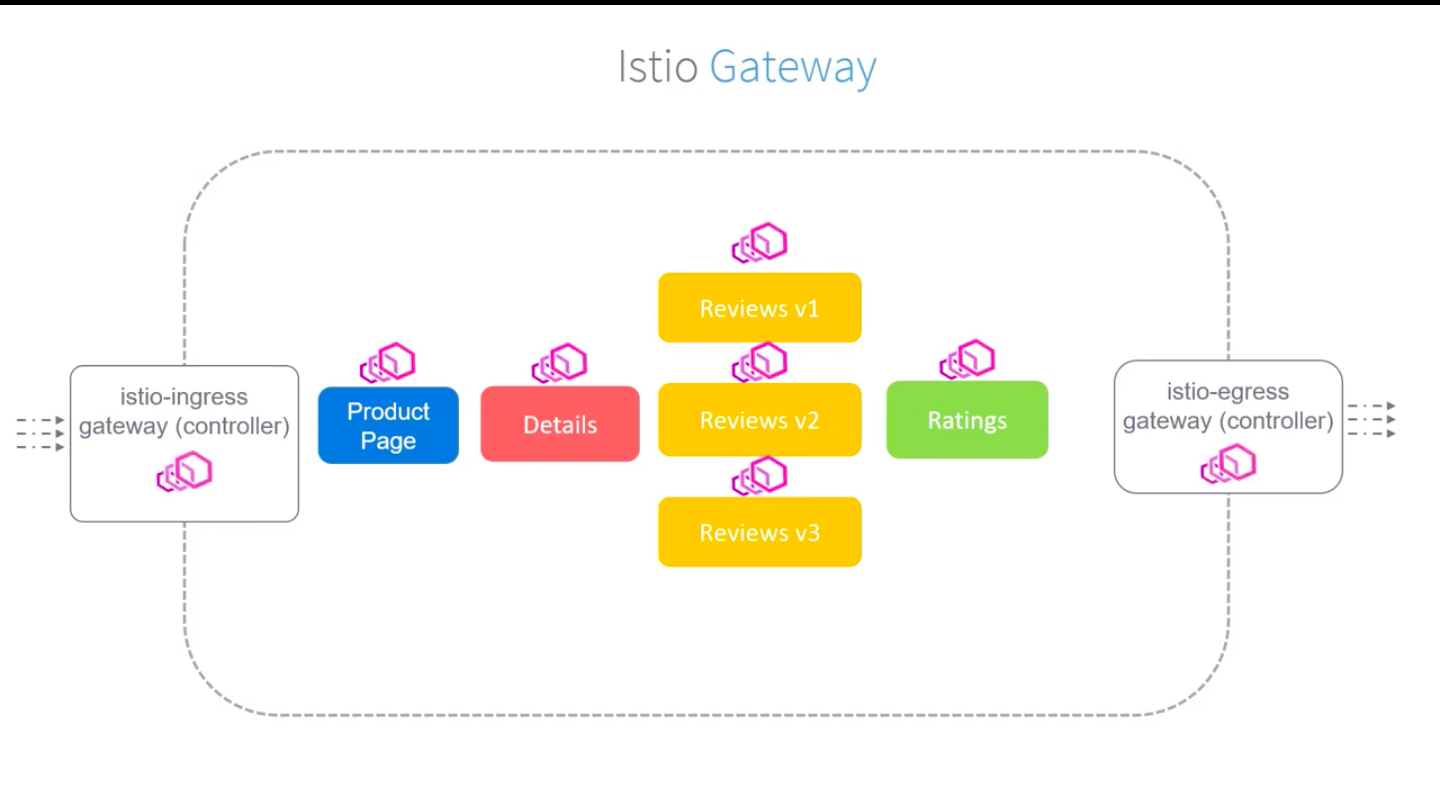 Istio Gateway
istio-ingress
gateway (controller)
Product
Page
Details
Reviews v1
Reviews v2
Reviews v3
Ratings
istio-egress
gateway (controller)